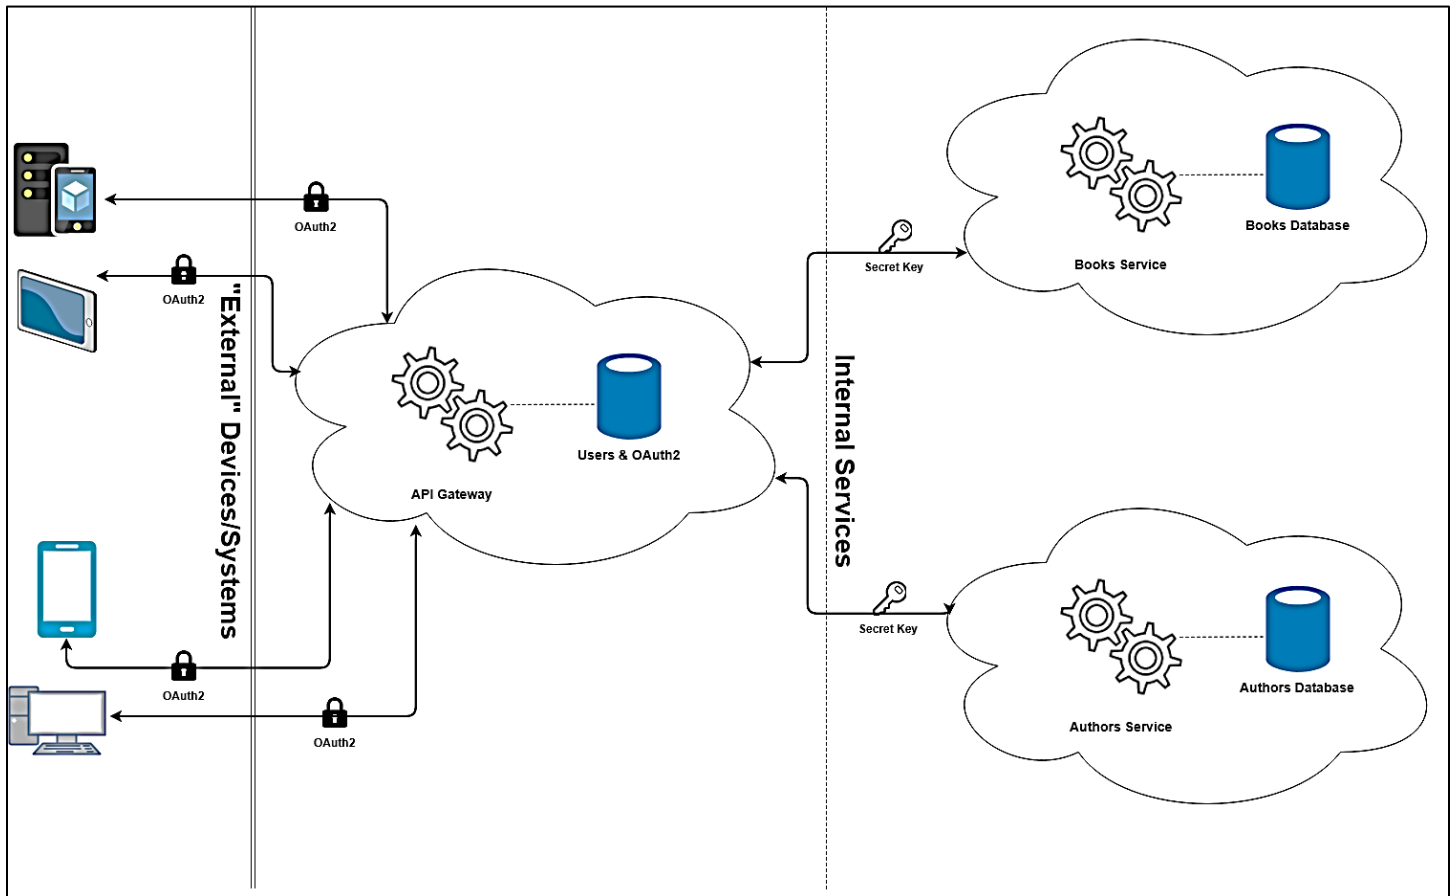 OAuth2
OAuth2
"External" Devices/Systems
OAuth2
OAuth2
API Gateway
Users & OAuth2
Internal Services
Secret Key
Secret Key
Books Service
Books Database
Authors Service
Authors Database